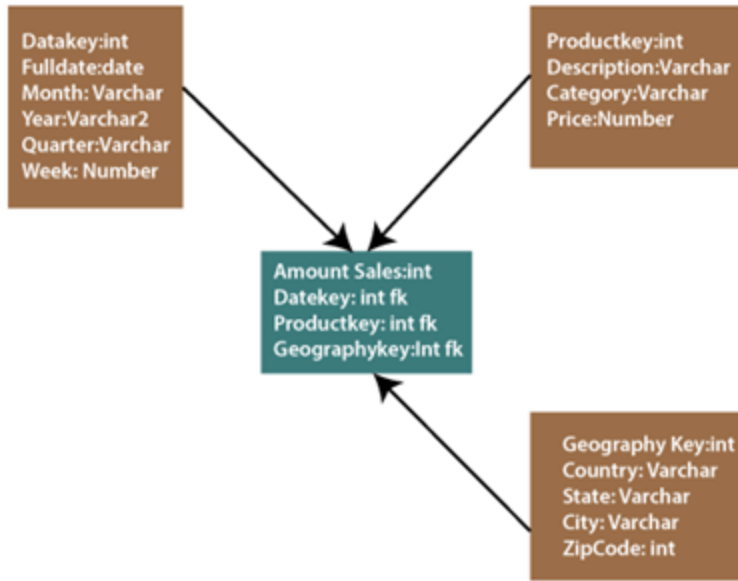 Datakey:int
Fulldate:date
Month: Varchar
Year:Varchar2
Quarter:Varchar
Week: Number
Productkey:int
Description:Varchar
Category:Varchar
Price:Number
Amount Sales:int
Datekey: int fk
Productkey: int fk
Geographykey:Int fk
Geography Key:int
Country: Varchar
State: Varchar
City: Varchar
ZipCode: int